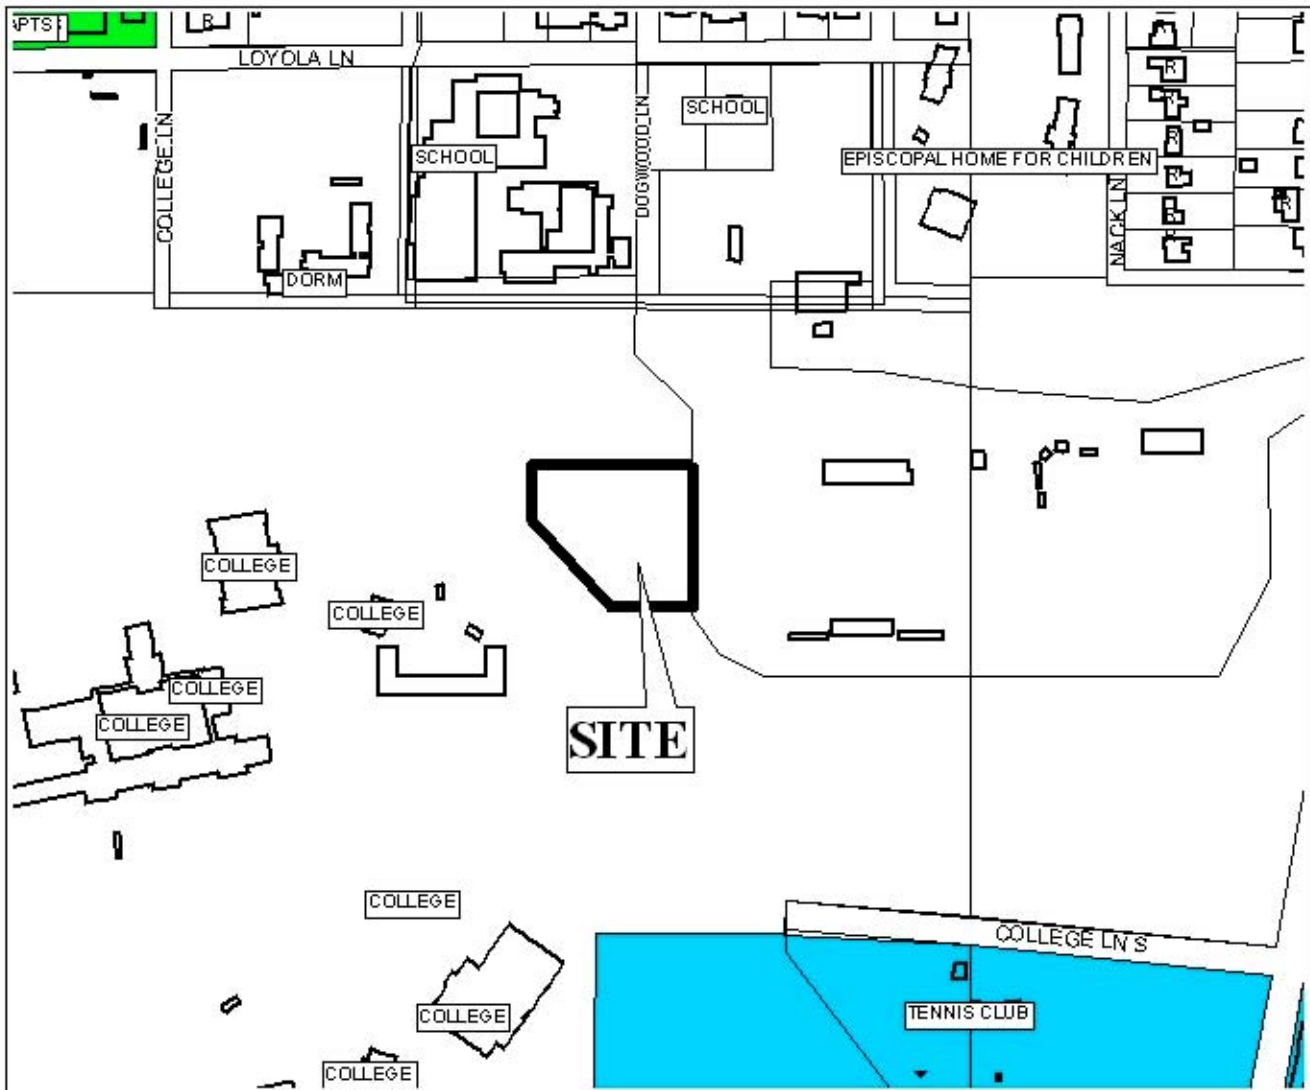 APTS
R
LOYOLA LN
COLLEGE LN
SCHOOL
DOGWOOD LN
SCHOOL
EPISCOPAL HOME FOR CHILDREN
NACK LN
R
R
R
R
R
R
DORM
COLLEGE
COLLEGE
COLLEGE
COLLEGE
SITE
COLLEGE
COLLEGE LN S
COLLEGE
TENNIS CLUB
COLLEGE